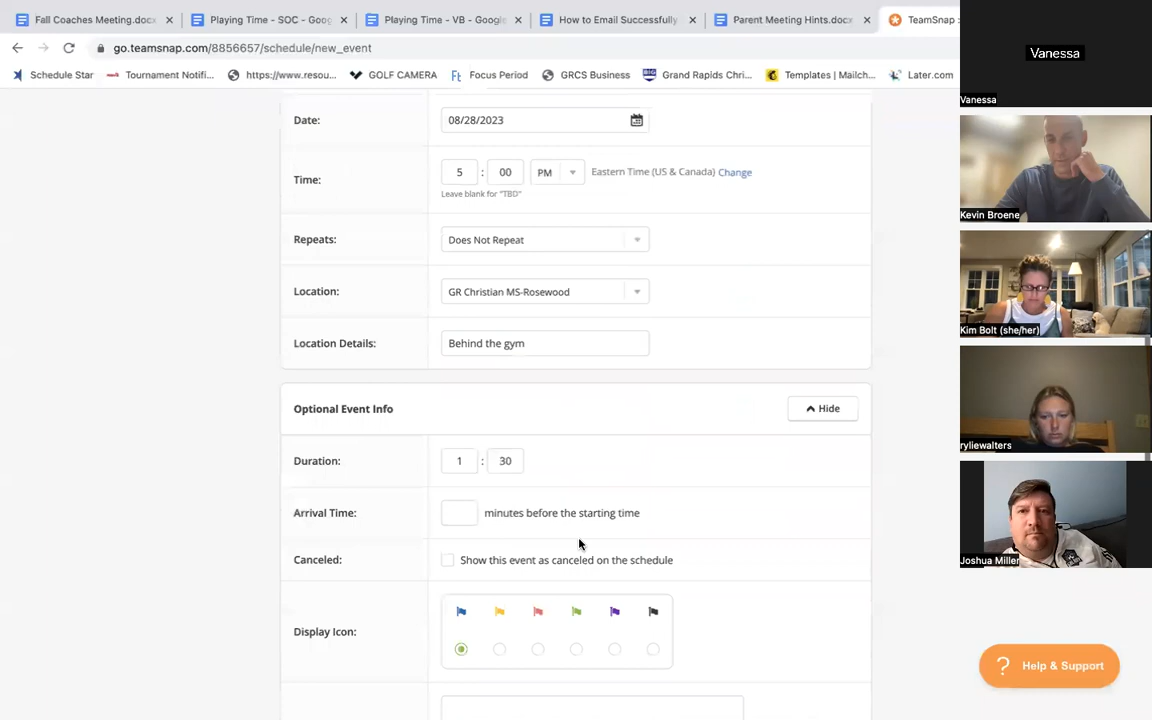 Fall Coaches Meeting.docx
Playing Time - SOC - Goog
Playing Time - VB - Google
How to Email Successfully
Parent Meeting Hints.docx
TeamSnap :
go.teamsnap.com/8856657/schedule/new_event
Schedule Star
Tournament Notifi...
https://www.resou...
GOLF CAMERA
Focus Period
GRCS Business
Grand Rapids Chri...
Templates | Mailch...
Later.com
Date:
08/28/2023
Time:
5 : 00 PM Eastern Time (US & Canada) Change
Leave blank for "TBD"
Repeats:
Does Not Repeat
Location:
GR Christian MS-Rosewood
Location Details:
Behind the gym
Optional Event Info
Hide
Duration:
1 : 30
Arrival Time:
minutes before the starting time
Canceled:
Show this event as canceled on the schedule
Display Icon:
Vanessa
Vanessa
Kevin Broene
Kim Bolt (she/her)
ryliewalters
Joshua Miller
? Help & Support